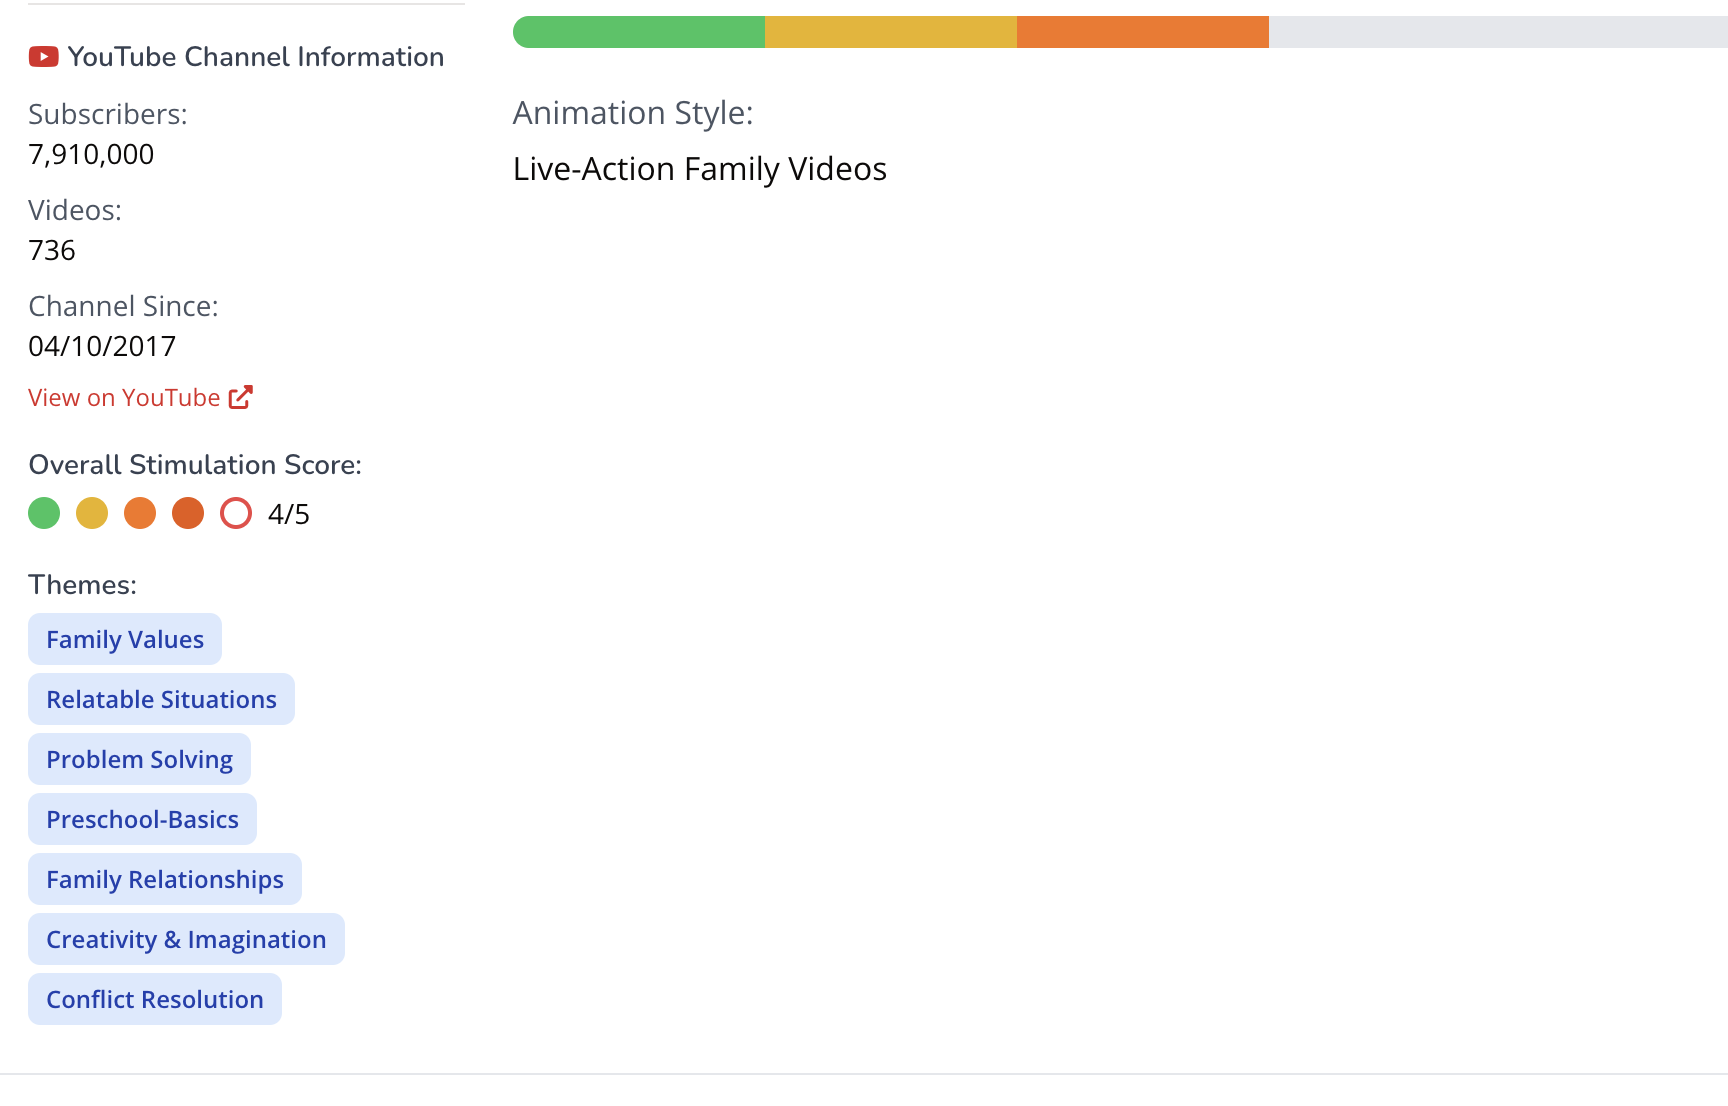 YouTube Channel Information
Subscribers:
7,910,000
Videos:
736
Channel Since:
04/10/2017
View on YouTube
Overall Stimulation Score:
4/5
Themes:
Family Values
Relatable Situations
Problem Solving
Preschool-Basics
Family Relationships
Creativity & Imagination
Conflict Resolution
Animation Style:
Live-Action Family Videos